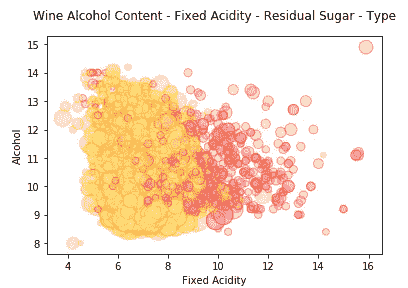 Wine Alcohol Content - Fixed Acidity - Residual Sugar - Type
15
14
13
12
11
10
9
8
Alcohol
4 6 8 10 12 14 16
Fixed Acidity